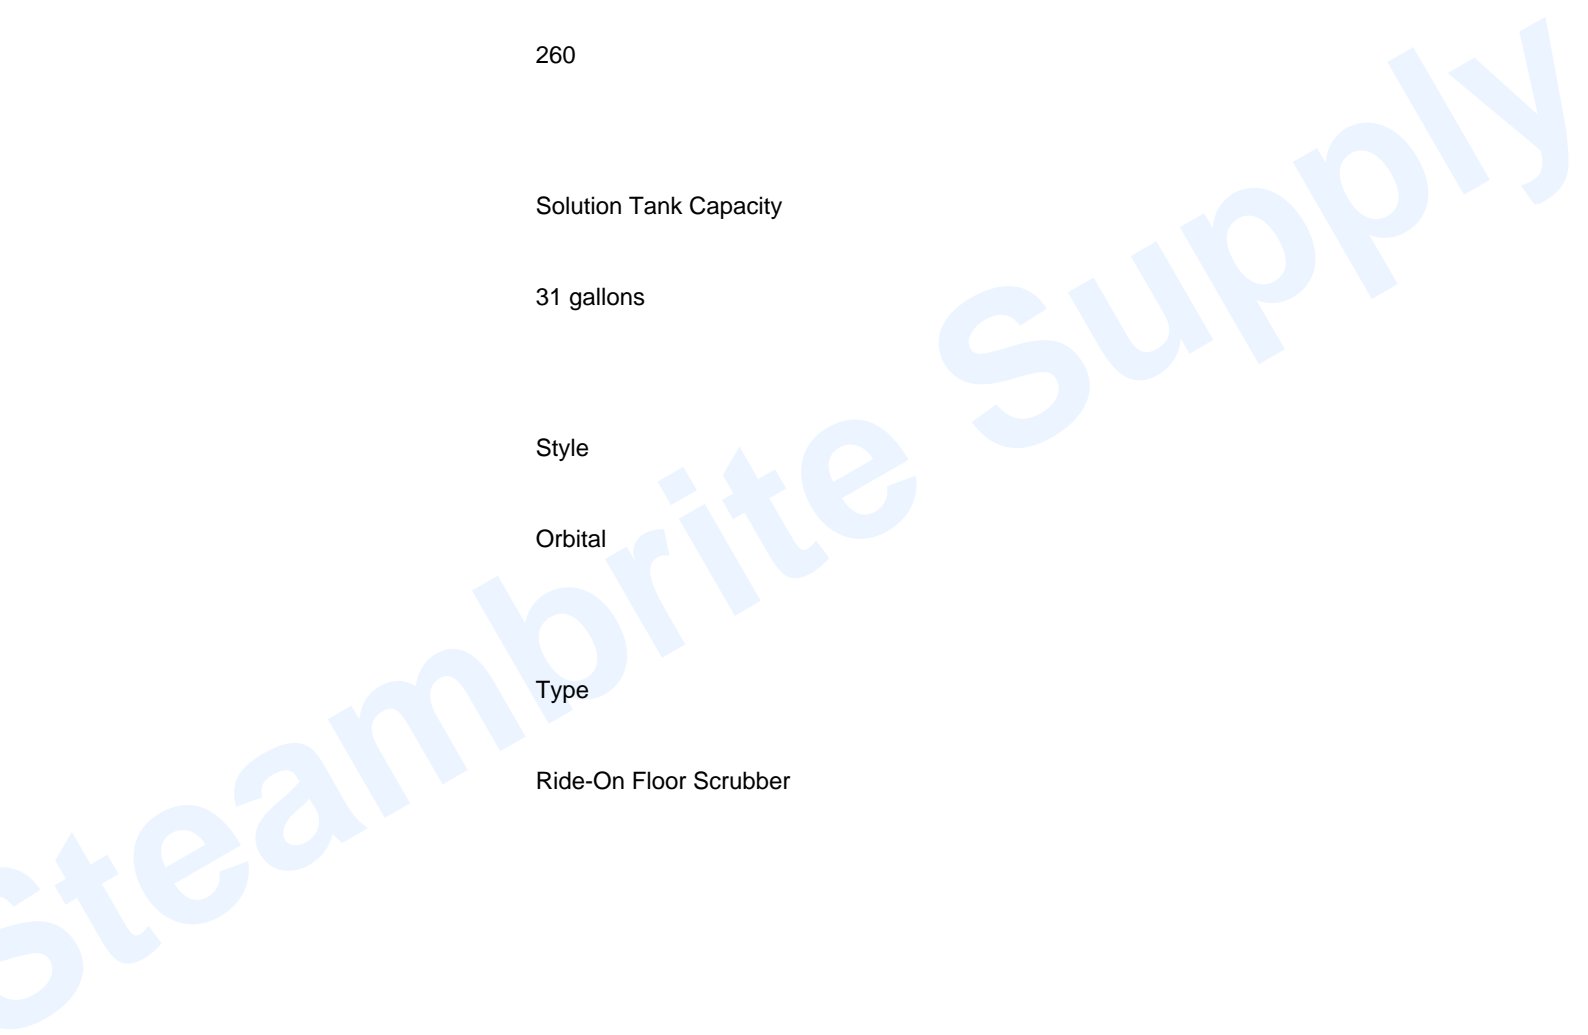 260
Solution Tank Capacity
31 gallons
Style
Orbital
Type
Ride-On Floor Scrubber
Steambrite Supply